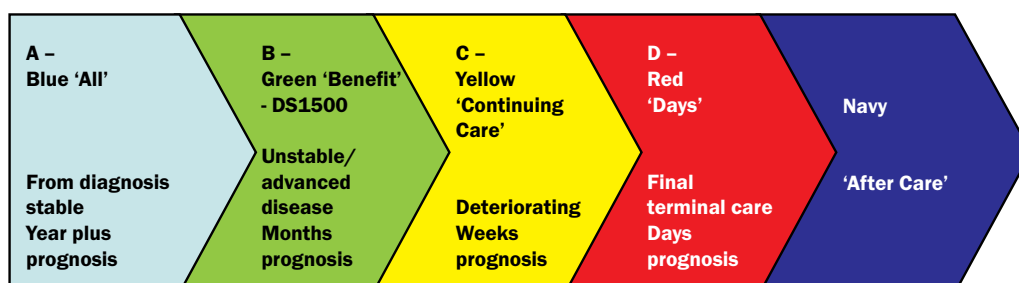 A –
Blue ‘All’
From diagnosis
stable
Year plus
prognosis
B –
Green ‘Benefit’
- DS1500
Unstable/
advanced
disease
Months
prognosis
C –
Yellow
‘Continuing
Care’
Deteriorating
Weeks
prognosis
D –
Red
‘Days’
Final
terminal care
Days
prognosis
Navy
‘After Care’